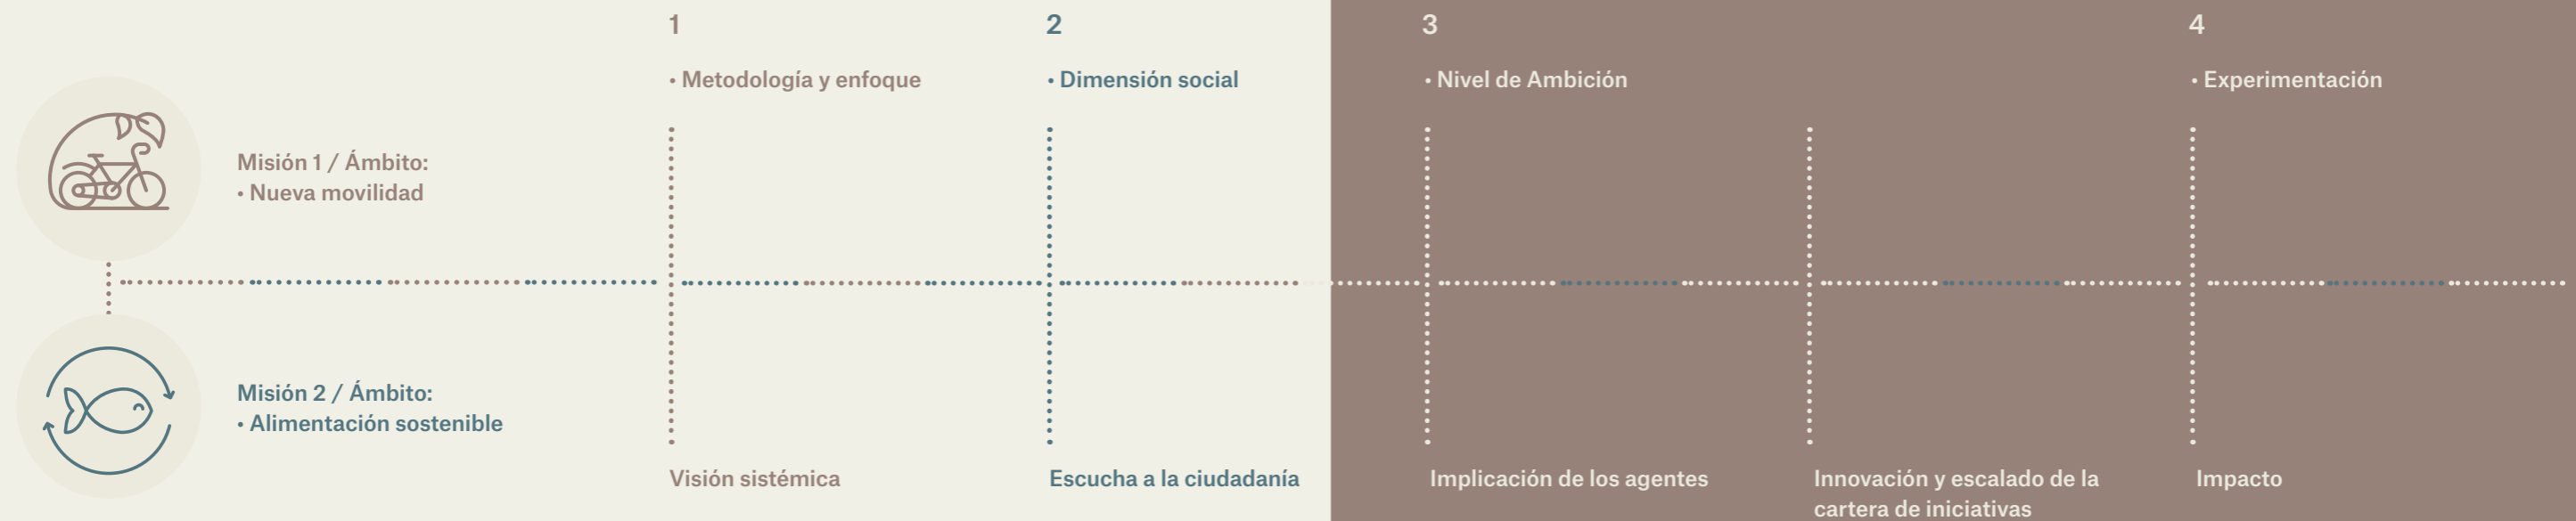 1
2
3
4
• Metodología y enfoque
• Dimensión social
• Nivel de Ambición
• Experimentación
Misión 1 / Ámbito:
• Nueva movilidad
Misión 2 / Ámbito:
• Alimentación sostenible
Visión sistémica
Escucha a la ciudadanía
Implicación de los agentes
Innovación y escalado de la
cartera de iniciativas
Impacto